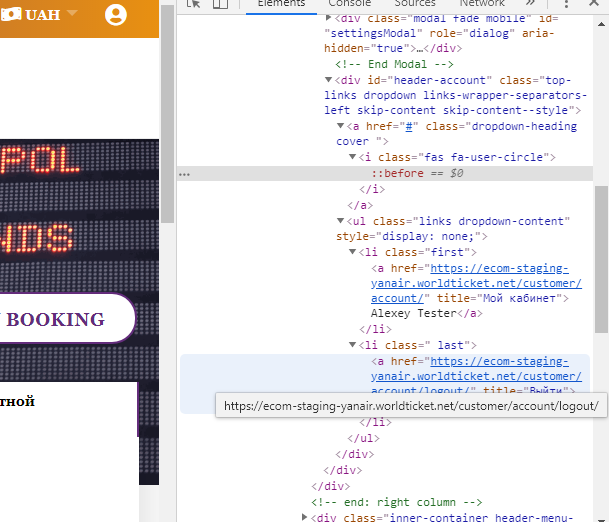 UAH
POL
NDS
BOOKING
тной
Elements Console Sources Network
<div class="modal fade mobile" id=
"settingsModal" role="dialog" aria-
hidden="true">…</div>
<!-- End Modal -->
<div id="header-account" class="top-
links dropdown links-wrapper-separators-
left skip-content skip-content--style">
<a href="#" class="dropdown-heading
cover ">
<i class="fas fa-user-circle">
::before == $0
</i>
</a>
<ul class="links dropdown-content"
style="display: none;">
<li class="first">
<a href="https://ecom-staging-
yanair.worldticket.net/customer/
account/" title="Мой кабинет">
Alexey Tester</a>
</li>
<li class=" last">
<a href="https://ecom-staging-
yanair.worldticket.net/customer/
account/logout/" title="Выйти">
https://ecom-staging-yanair.worldticket.net/customer/account/logout/
</li>
</ul>
</div>
</div>
</div>
<!-- end: right column -->
<div class="inner-container header-menu-